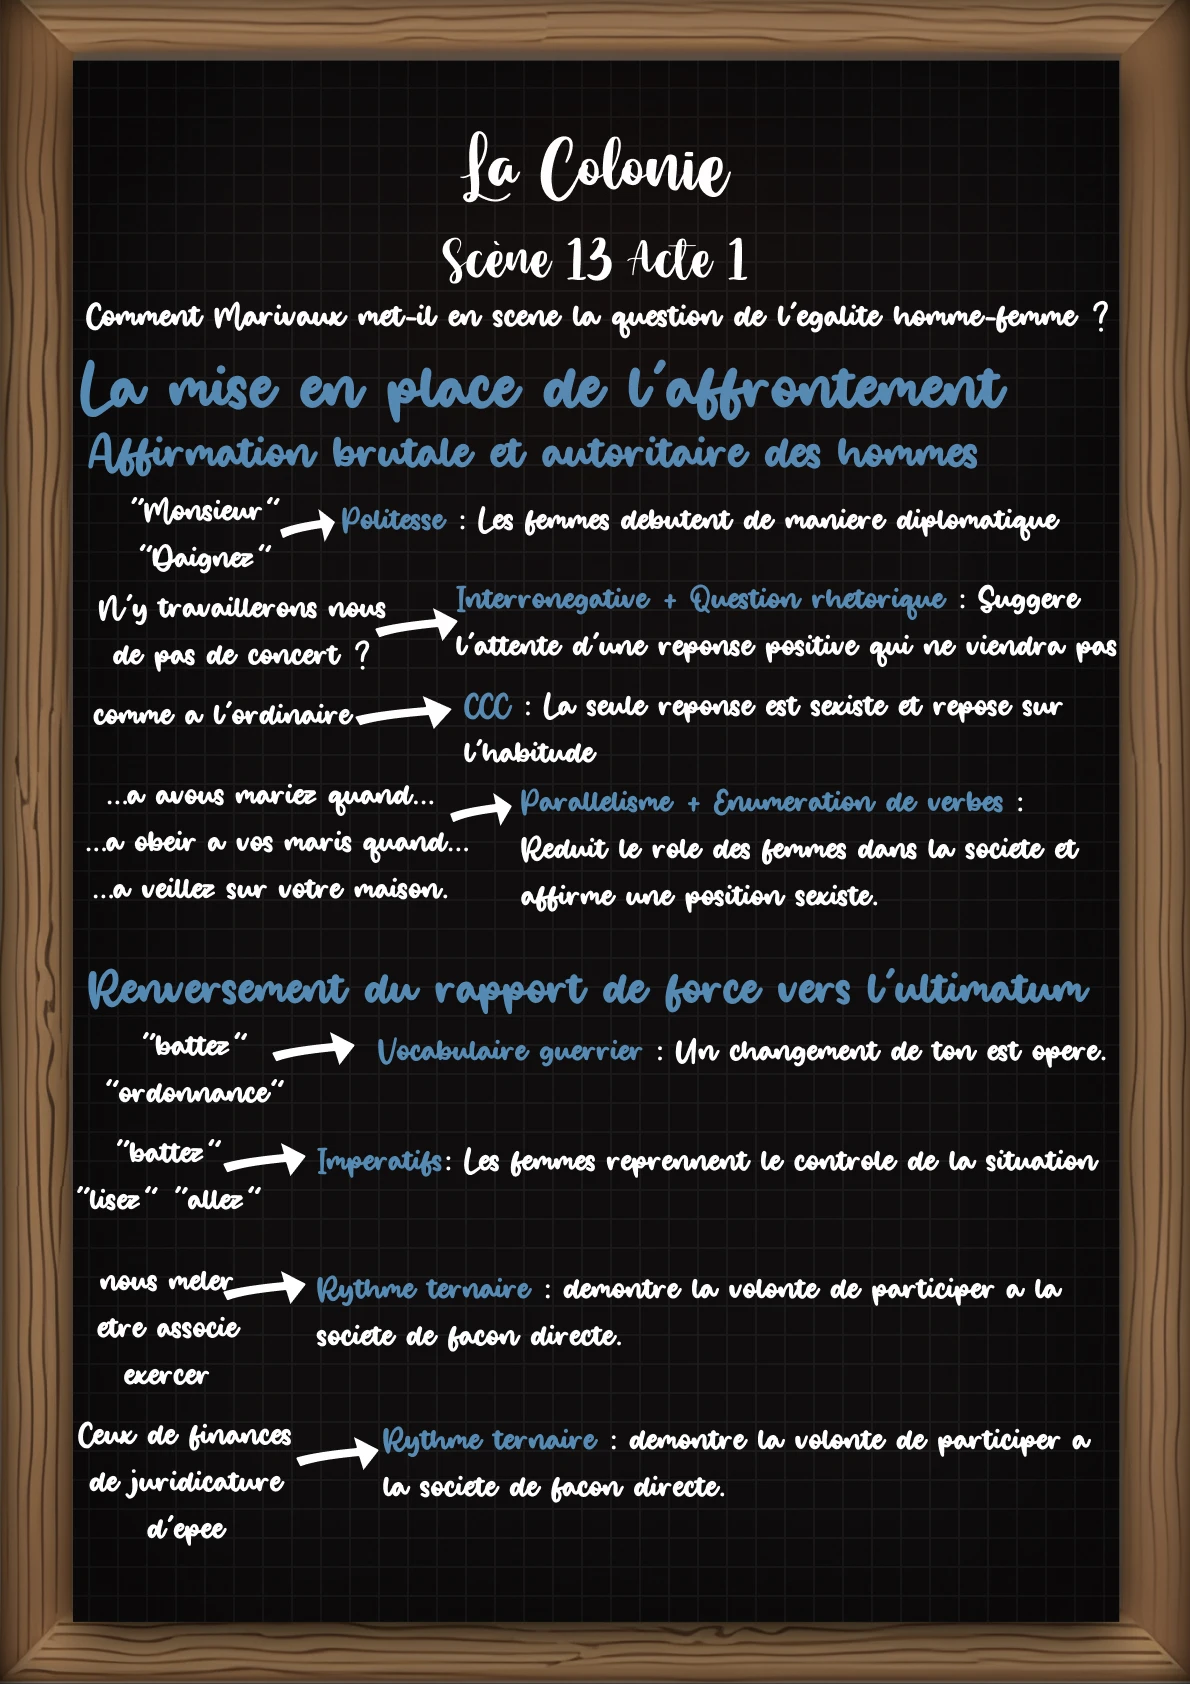 La Colonie
Scène 13 Acte 1
Comment Marivaux met-il en scene la question de l'egalite homme-femme ?
La mise en place de l'affrontement
Affirmation brutale et autoritaire des hommes
"Monsieur"
"Daignez"
Politesse : Les femmes debutent de maniere diplomatique
N'y travaillerons nous
de pas de concert ?
Interronegative + Question rhetorique : Suggere
l'attente d'une reponse positive qui ne viendra pas
comme a l'ordinaire
CCC : La seule reponse est sexiste et repose sur
l'habitude
...a avous mariez quand...
...a obeir a vos maris quand...
...a veillez sur votre maison.
Parallelisme + Enumeration de verbes :
Reduit le role des femmes dans la societe et
affirme une position sexiste.
Renversement du rapport de force vers l'ultimatum
"battez"
"ordonnance"
Vocabulaire guerrier : Un changement de ton est opere.
"battez"
"lisez" "allez"
Imperatifs: Les femmes reprennent le controle de la situation
nous meler
etre associe
exercer
Rythme ternaire : demontre la volonte de participer a la
societe de facon directe.
Ceux de finances
de juridicature
d'epee
Rythme ternaire : demontre la volonte de participer a
la societe de facon directe.